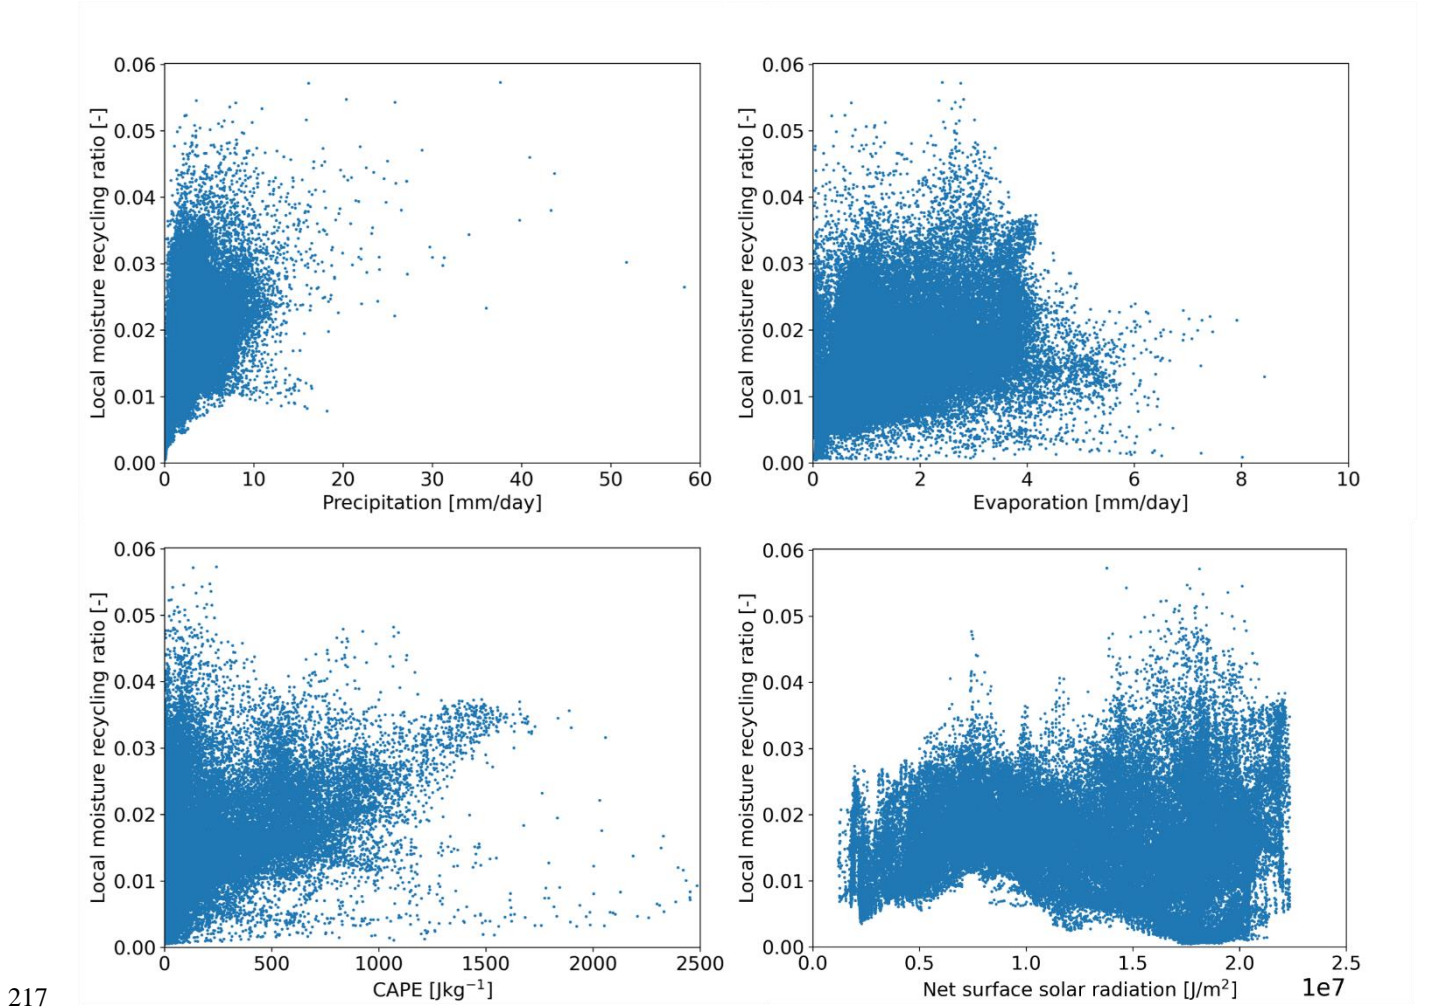 0.06
0.05
0.04
0.03
0.02
0.01
0.00
Local moisture recycling ratio [-]
0 10 20 30 40 50 60
Precipitation [mm/day]
0.06
0.05
0.04
0.03
0.02
0.01
0.00
Local moisture recycling ratio [-]
0 2 4 6 8 10
Evaporation [mm/day]
0.06
0.05
0.04
0.03
0.02
0.01
0.00
Local moisture recycling ratio [-]
0 500 1000 1500 2000 2500
CAPE [Jkg⁻¹]
0.06
0.05
0.04
0.03
0.02
0.01
0.00
Local moisture recycling ratio [-]
0.0 0.5 1.0 1.5 2.0 2.5
Net surface solar radiation [J/m²] 1e7
217